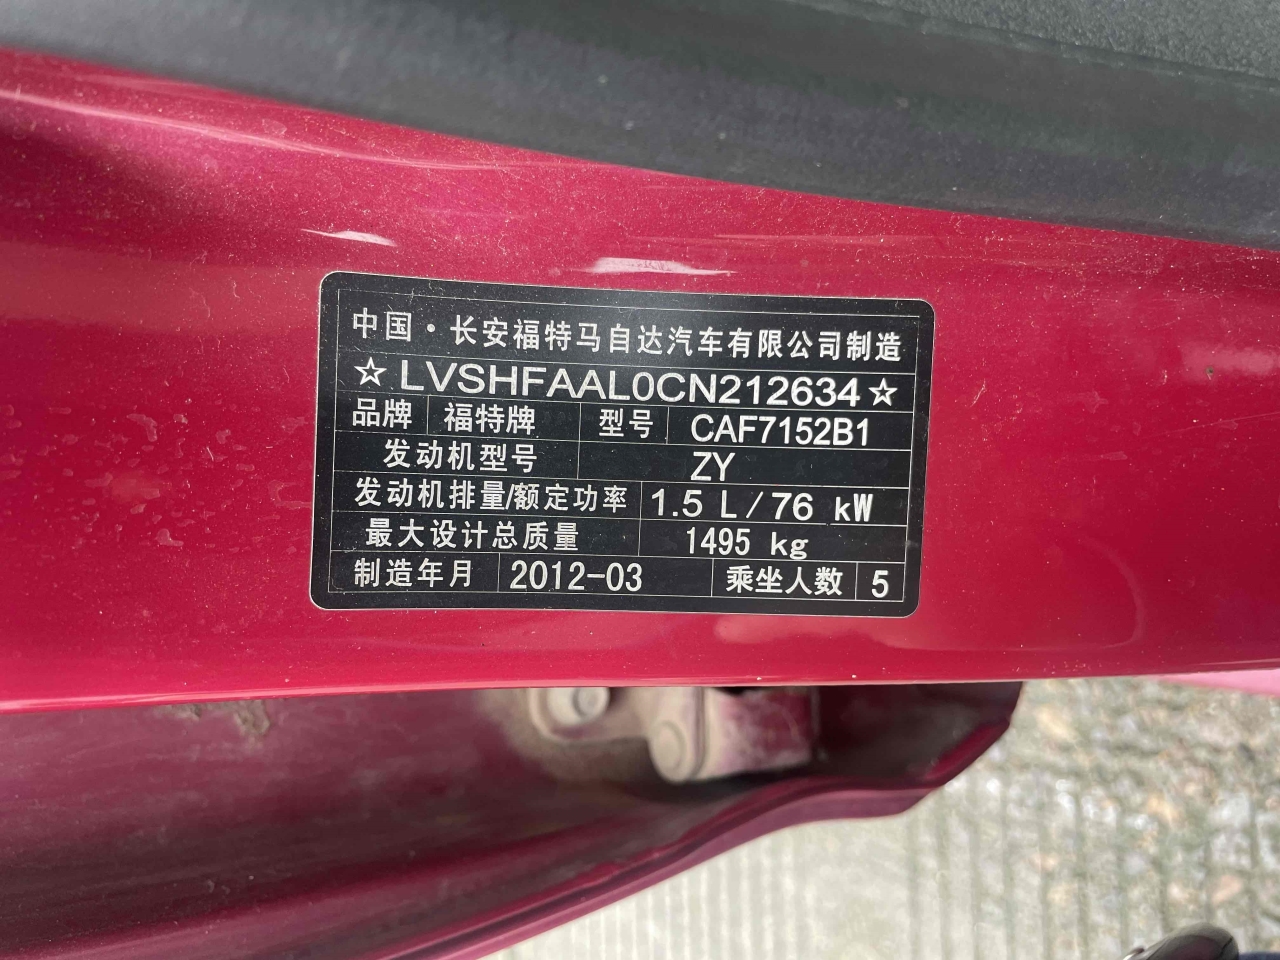 中国·长安福特马自达汽车有限公司制造
☆LVSHFAAL0CN212634☆
品牌 福特牌 型号 CAF7152B1
发动机型号 ZY
发动机排量/额定功率 1.5 L/76 kW
最大设计总质量 1495 kg
制造年月 2012-03 乘坐人数 5